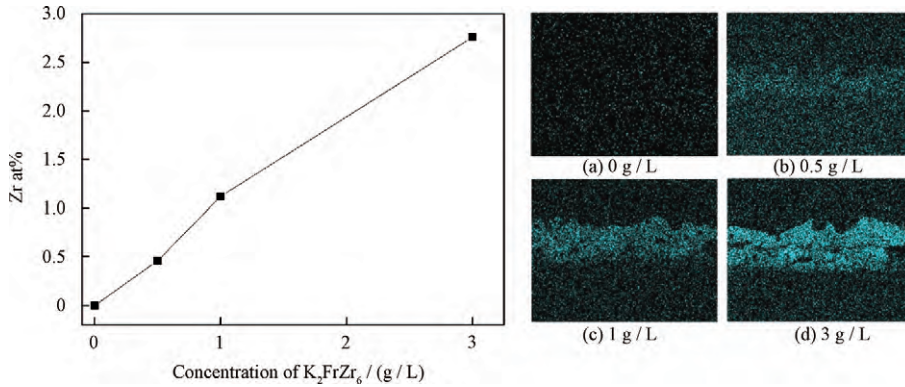 3.0
2.5
2.0
1.5
1.0
0.5
0
Zr at%
0 1 2 3
Concentration of K₂FrZr₆ / (g / L)
(a) 0 g / L (b) 0.5 g / L
(c) 1 g / L (d) 3 g / L